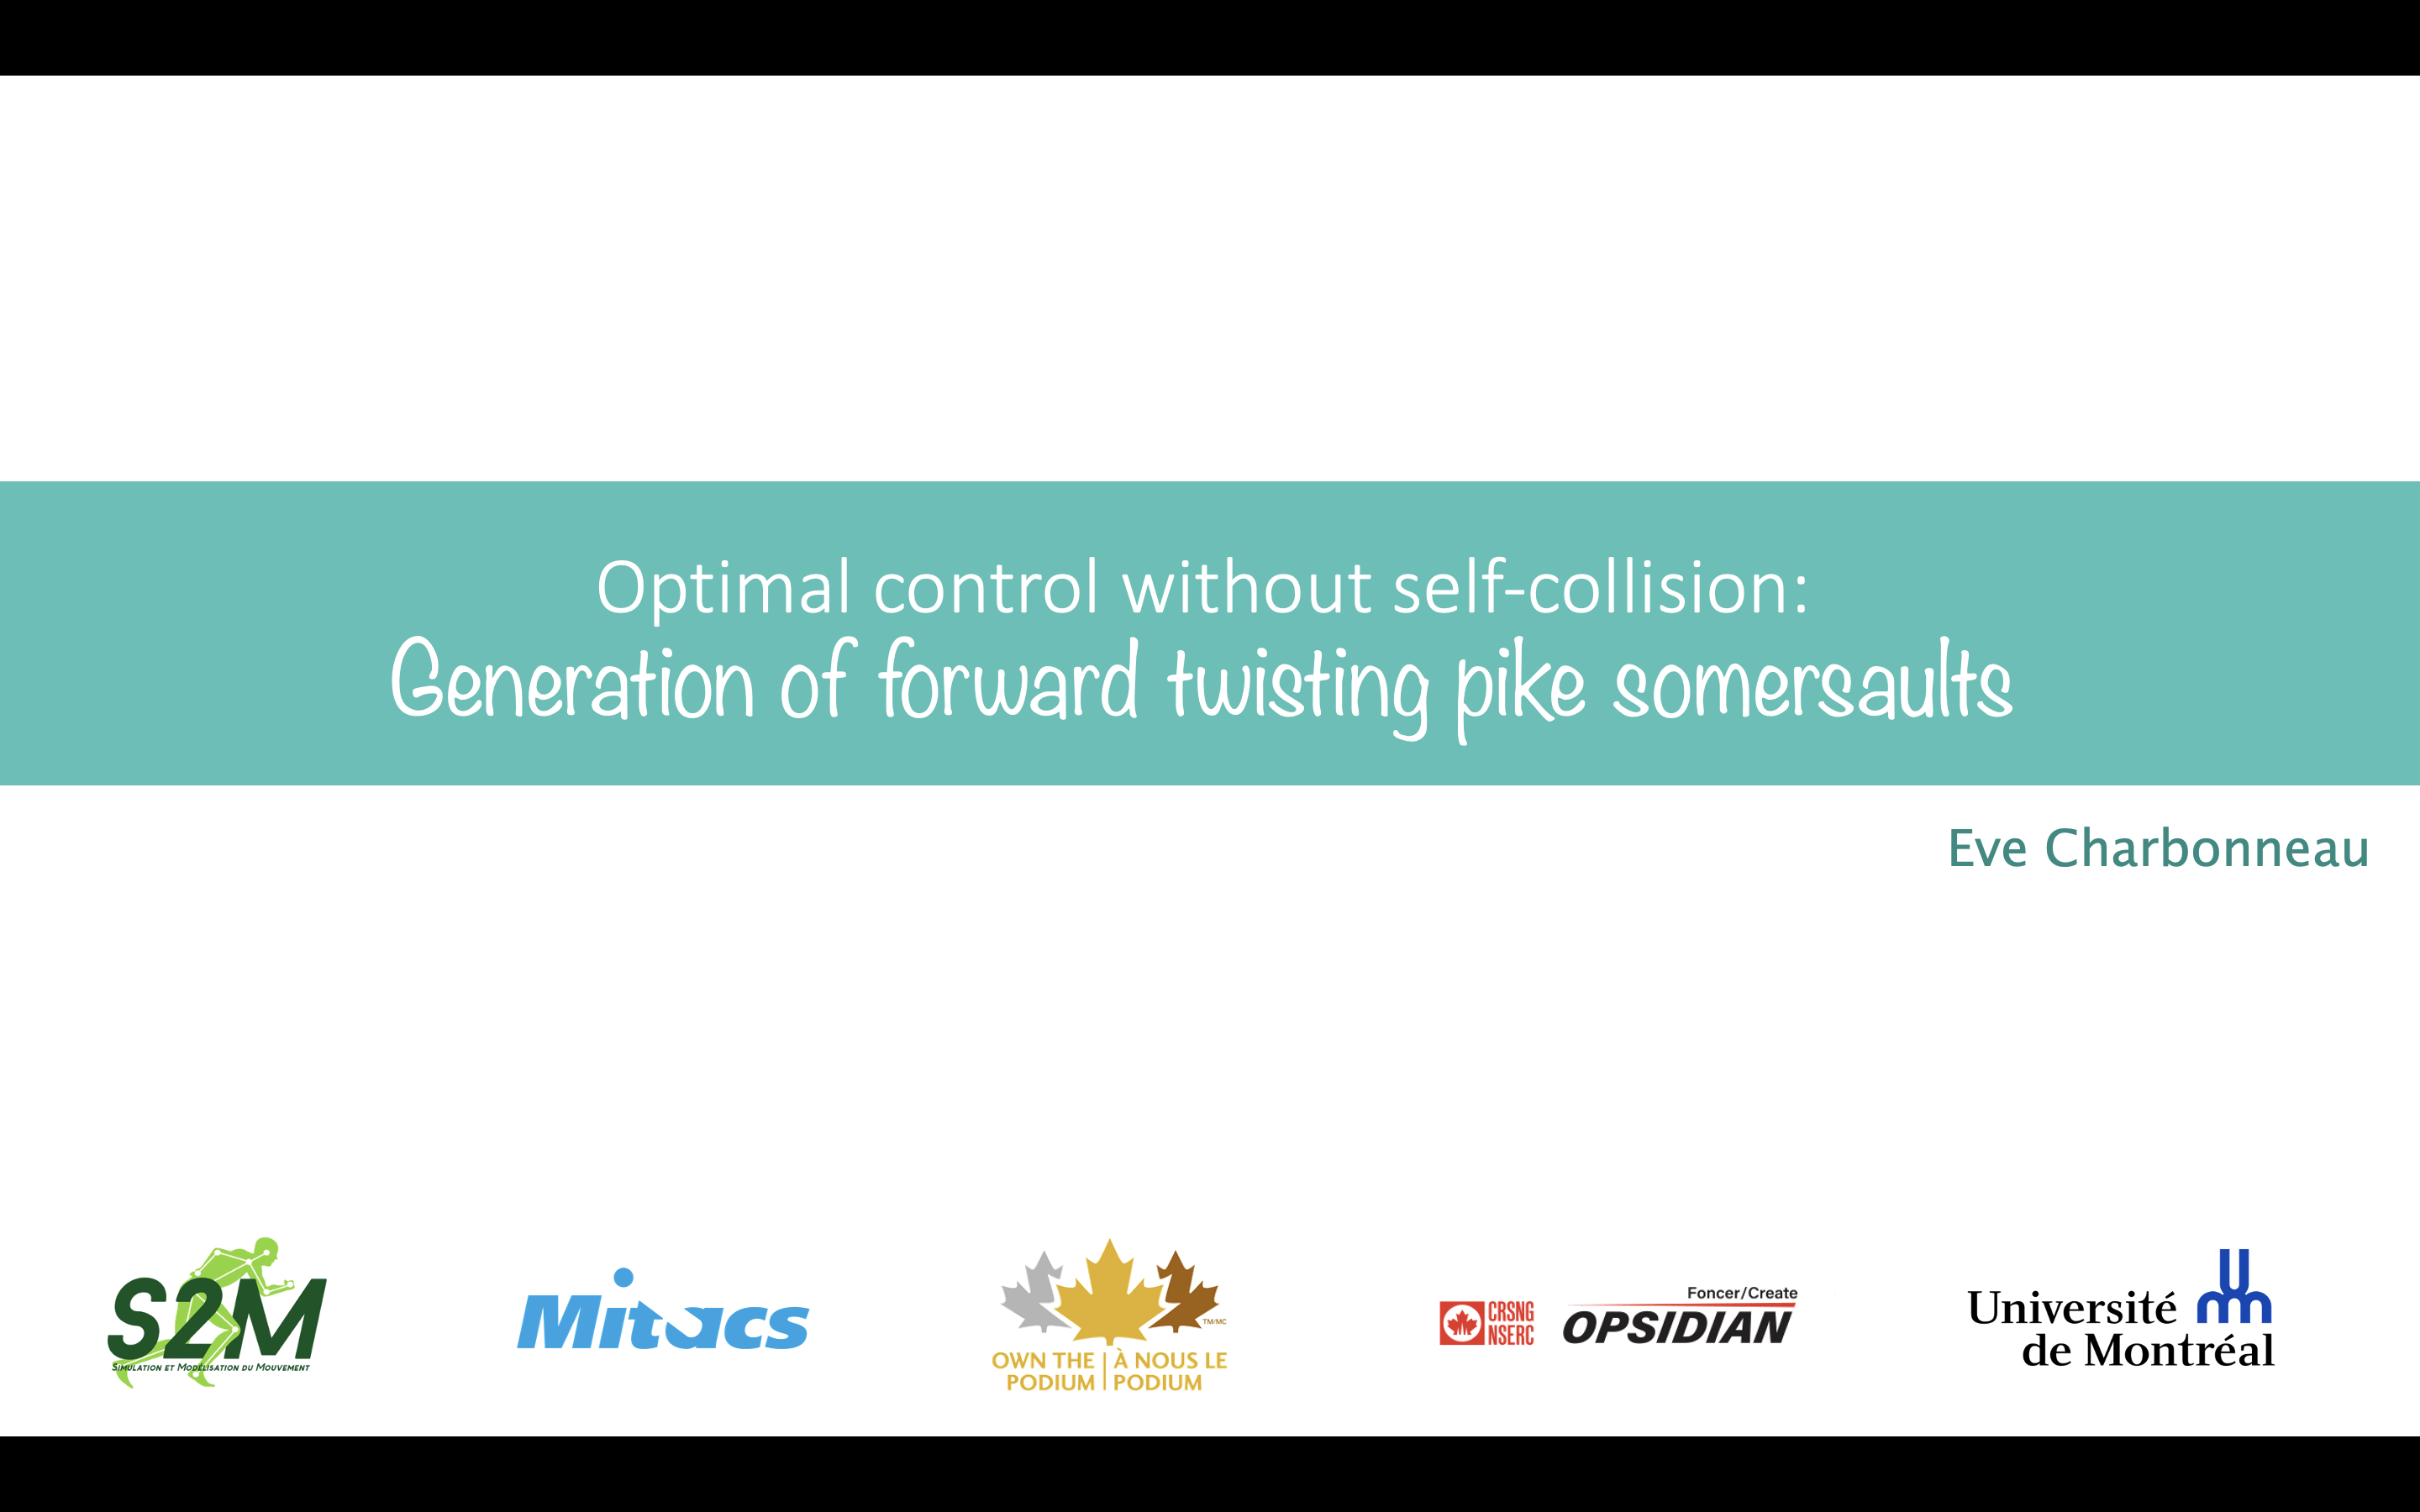 Optimal control without self-collision:
Generation of forward twisting pike somersaults
Eve Charbonneau
S2M
SIMULATION ET MODÉLISATION DU MOUVEMENT
Mitacs
TM/MC
OWN THE | À NOUS LE
PODIUM | PODIUM
CRSNG
NSERC
Foncer/Create
OPSIDIAN
Université
de Montréal